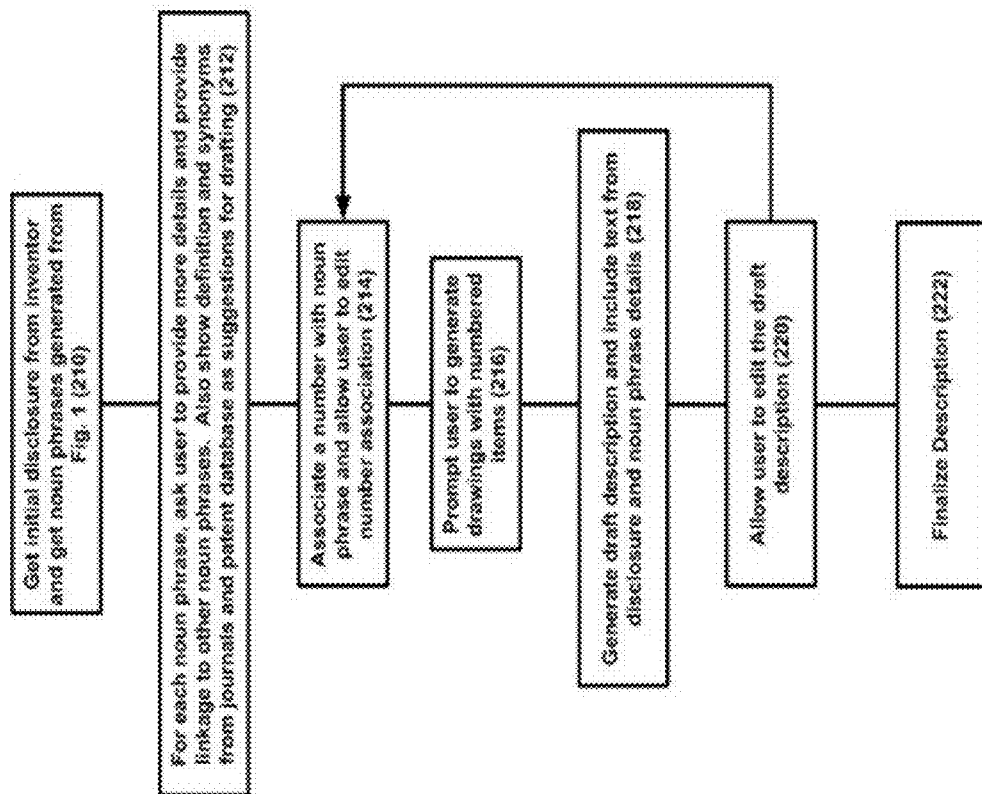 Get initial disclosure from inventor
and get noun phrases generated from
Fig. 1 (210)
For each noun phrase, ask user to provide more details and provide
linkage to other noun phrases. Also show definition and synonyms
from journals and patent database as suggestions for drafting (212)
Associate a number with noun
phrase and allow user to edit
number association (214)
Prompt user to generate
drawings with numbered
items (216)
Generate draft description and include text from
disclosure and noun phrase details (218)
Allow user to edit the draft
description (220)
Finalize Description (222)